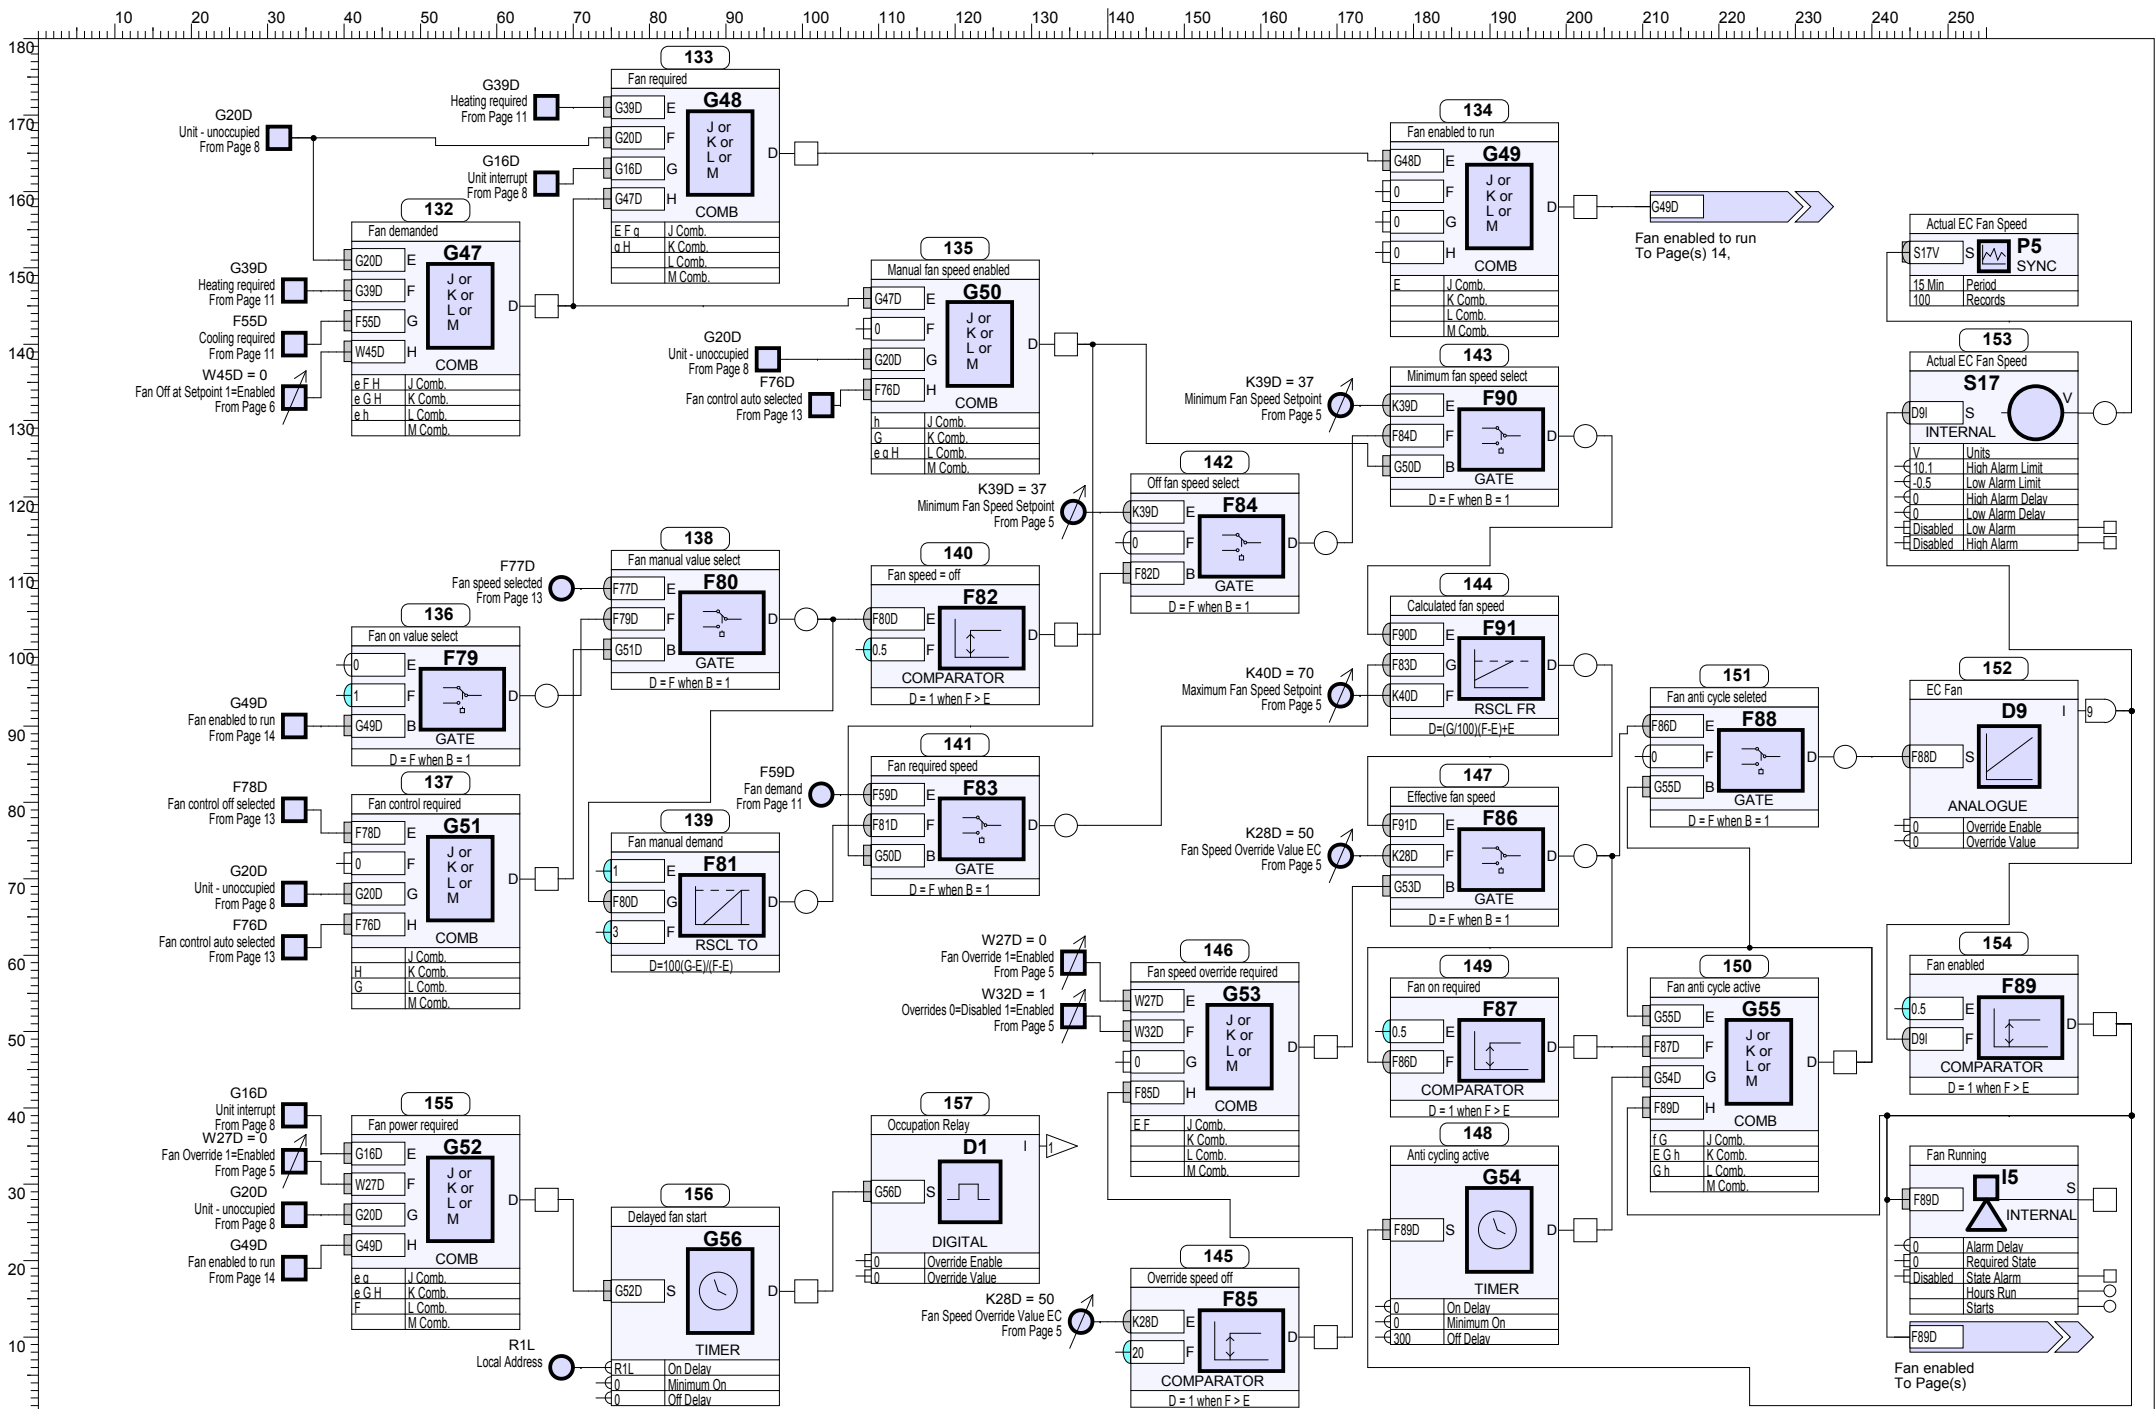 10 20 30 40 50 60 70 80 90 100 110 120 130 140 150 160 170 180 190 200 210 220 230 240 250
180
170
160
150
140
130
120
110
100
90
80
70
60
50
40
30
20
10
G20D
Unit - unoccupied
From Page 8
G39D
Heating required
From Page 11
G16D
Unit interrupt
From Page 8
133
Fan required
G48
G39D E
G20D F
G16D G
G47D H
J or
K or
L or
M
D
COMB
E F g J Comb.
g H K Comb.
L Comb.
M Comb.
132
Fan demanded
G47
G39D
Heating required
From Page 11
F55D
Cooling required
From Page 11
W45D = 0
Fan Off at Setpoint 1=Enabled
From Page 6
G20D E
G39D F
F55D G
W45D H
J or
K or
L or
M
D
COMB
e F H J Comb.
e G H K Comb.
e h L Comb.
M Comb.
135
Manual fan speed enabled
G50
G20D
Unit - unoccupied
From Page 8
F76D
Fan control auto selected
From Page 13
G47D E
0 F
G20D G
F76D H
J or
K or
L or
M
D
COMB
h J Comb.
G K Comb.
e g H L Comb.
M Comb.
134
Fan enabled to run
G49
G48D E
0 F
0 G
0 H
J or
K or
L or
M
D
COMB
E J Comb.
K Comb.
L Comb.
M Comb.
G49D
Fan enabled to run
To Page(s) 14,
Actual EC Fan Speed
P5
S17V S
SYNC
15 Min Period
100 Records
153
Actual EC Fan Speed
S17
D9I S
V
INTERNAL
V Units
10.1 High Alarm Limit
-0.5 Low Alarm Limit
0 High Alarm Delay
0 Low Alarm Delay
Disabled Low Alarm
Disabled High Alarm
143
Minimum fan speed select
F90
K39D = 37
Minimum Fan Speed Setpoint
From Page 5
K39D E
F84D F
G50D B
D
GATE
D = F when B = 1
142
Off fan speed select
F84
K39D = 37
Minimum Fan Speed Setpoint
From Page 5
K39D E
0 F
F82D B
D
GATE
D = F when B = 1
138
Fan manual value select
F80
F77D
Fan speed selected
From Page 13
F77D E
F79D F
G51D B
D
GATE
D = F when B = 1
140
Fan speed = off
F82
F80D E
0.5 F
D
COMPARATOR
D = 1 when F > E
144
Calculated fan speed
F91
K40D = 70
Maximum Fan Speed Setpoint
From Page 5
F90D E
F83D G
K40D F
D
RSCL FR
D=(G/100)(F-E)+E
136
Fan on value select
F79
G49D
Fan enabled to run
From Page 14
0 E
1 F
G49D B
D
GATE
D = F when B = 1
151
Fan anti cycle seleted
F88
F86D E
0 F
G55D B
D
GATE
D = F when B = 1
152
EC Fan
D9
I 9
F88D S
ANALOGUE
0 Override Enable
0 Override Value
137
Fan control required
G51
F78D
Fan control off selected
From Page 13
G20D
Unit - unoccupied
From Page 8
F76D
Fan control auto selected
From Page 13
F78D E
0 F
G20D G
F76D H
J or
K or
L or
M
D
COMB
J Comb.
H K Comb.
G L Comb.
M Comb.
141
Fan required speed
F83
F59D
Fan demand
From Page 11
F59D E
F81D F
G50D B
D
GATE
D = F when B = 1
139
Fan manual demand
F81
1 E
F80D G
3 F
D
RSCL TO
D=100(G-E)/(F-E)
147
Effective fan speed
F86
K28D = 50
Fan Speed Override Value EC
From Page 5
F91D E
K28D F
G53D B
D
GATE
D = F when B = 1
146
Fan speed override required
G53
W27D = 0
Fan Override 1=Enabled
From Page 5
W32D = 1
Overrides 0=Disabled 1=Enabled
From Page 5
W27D E
W32D F
0 G
F85D H
J or
K or
L or
M
D
COMB
E F J Comb.
K Comb.
L Comb.
M Comb.
149
Fan on required
F87
0.5 E
F86D F
D
COMPARATOR
D = 1 when F > E
150
Fan anti cycle active
G55
G55D E
F87D F
G54D G
F89D H
J or
K or
L or
M
D
COMB
f G J Comb.
E G h K Comb.
G h L Comb.
M Comb.
154
Fan enabled
F89
0.5 E
D9I F
D
COMPARATOR
D = 1 when F > E
155
Fan power required
G52
G16D
Unit interrupt
From Page 8
W27D = 0
Fan Override 1=Enabled
From Page 5
G20D
Unit - unoccupied
From Page 8
G49D
Fan enabled to run
From Page 14
G16D E
W27D F
G20D G
G49D H
J or
K or
L or
M
D
COMB
e g J Comb.
e G H K Comb.
F L Comb.
M Comb.
156
Delayed fan start
G56
G52D S
D
TIMER
R1L
Local Address
R1L On Delay
0 Minimum On
0 Off Delay
157
Occupation Relay
D1
I 1
G56D S
DIGITAL
0 Override Enable
0 Override Value
145
Override speed off
F85
K28D = 50
Fan Speed Override Value EC
From Page 5
K28D E
20 F
D
COMPARATOR
D = 1 when F > E
148
Anti cycling active
G54
F89D S
D
TIMER
0 On Delay
0 Minimum On
300 Off Delay
Fan Running
I5
F89D
S
INTERNAL
0 Alarm Delay
0 Required State
Disabled State Alarm
Hours Run
Starts
F89D
Fan enabled
To Page(s)